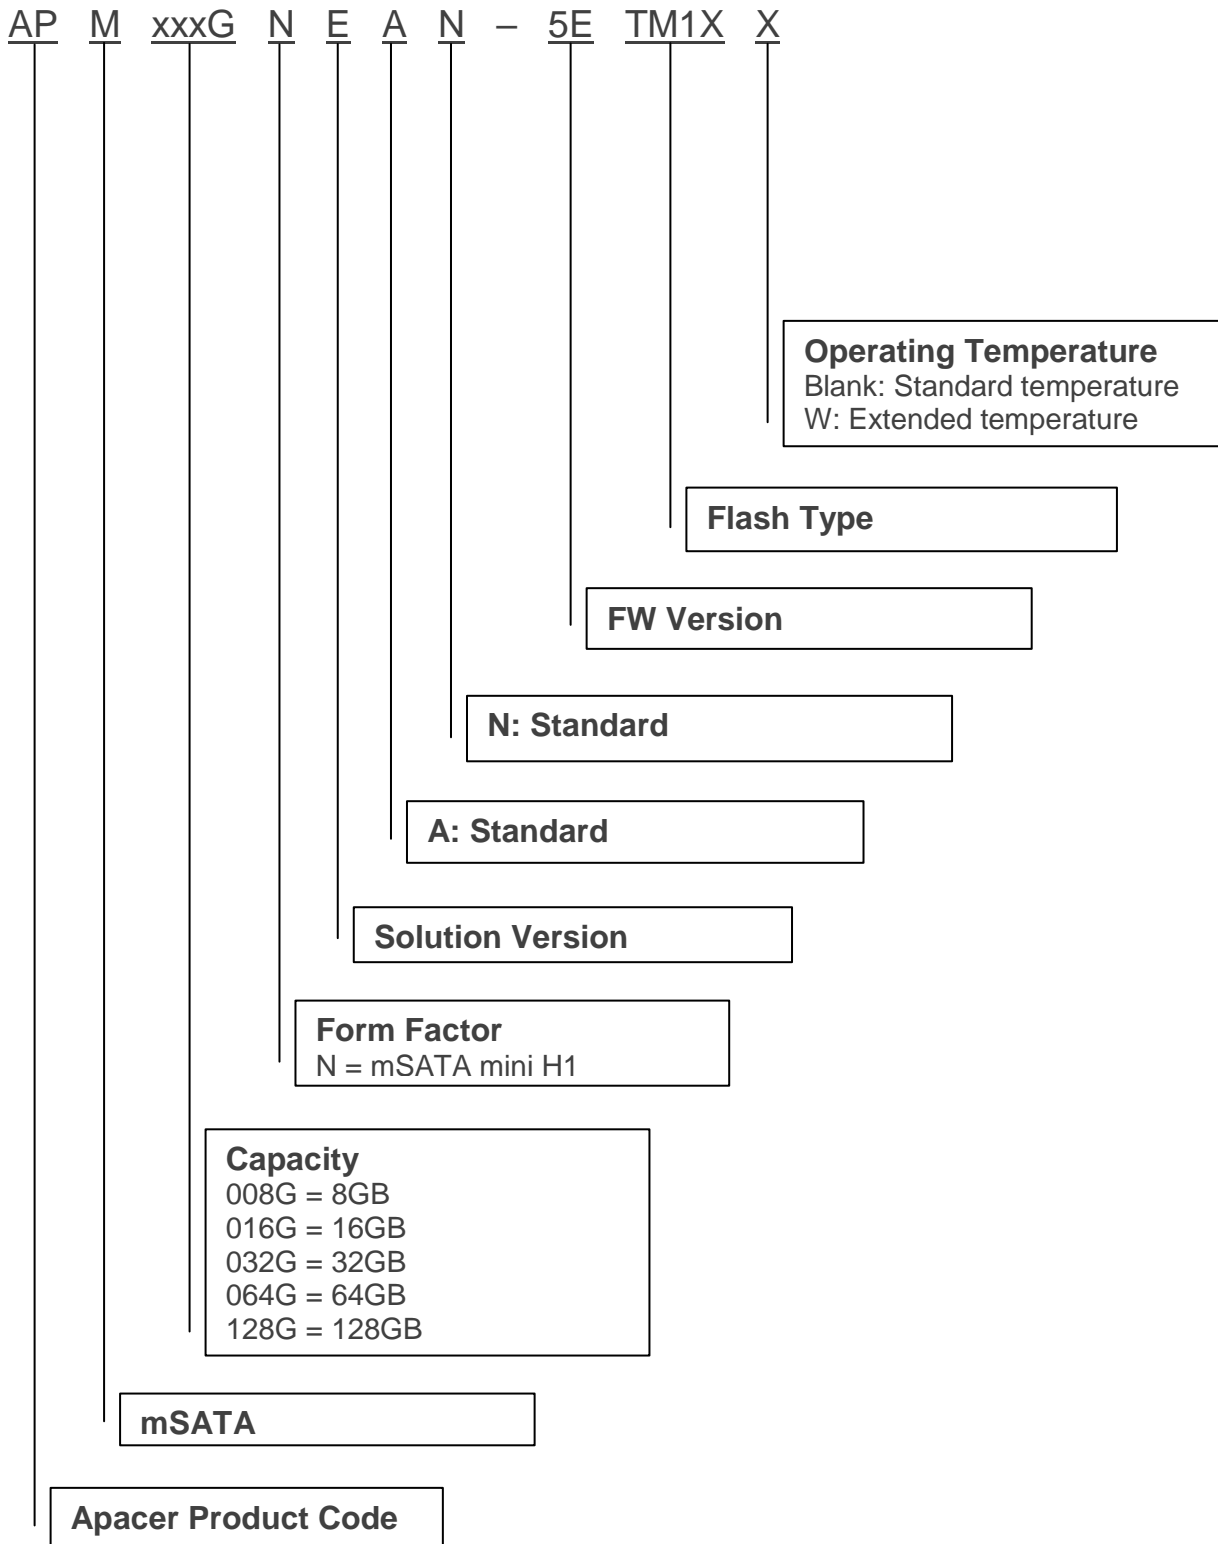 AP M xxxG N E A N – 5E TM1X X
Operating Temperature
Blank: Standard temperature
W: Extended temperature
Flash Type
FW Version
N: Standard
A: Standard
Solution Version
Form Factor
N = mSATA mini H1
Capacity
008G = 8GB
016G = 16GB
032G = 32GB
064G = 64GB
128G = 128GB
mSATA
Apacer Product Code